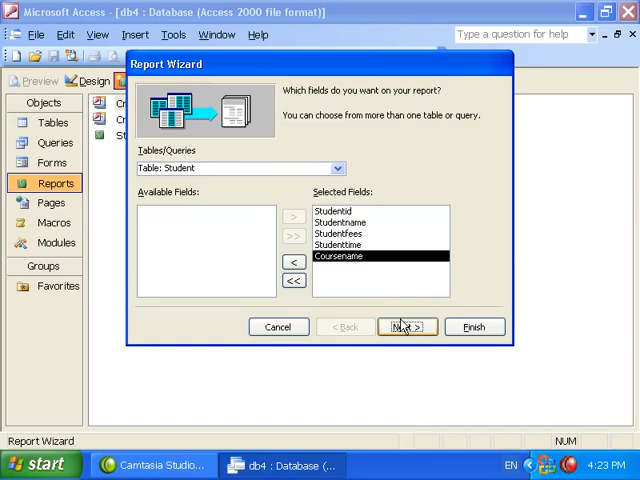 Microsoft Access - [db4 : Database (Access 2000 file format)]
File Edit View Insert Tools Window Help Type a question for help
Preview Design
Report Wizard
Which fields do you want on your report?
You can choose from more than one table or query.
Tables/Queries
Table: Student
Available Fields:
Selected Fields:
Studentid
Studentname
Studentfees
Studenttime
Coursename
>
>>
<
<<
Cancel < Back Next > Finish
Objects
Tables
Queries
Forms
Reports
Pages
Macros
Modules
Groups
Favorites
Cr
Cr
St
Report Wizard NUM
start Camtasia Studio... db4 : Database (... EN 4:23 PM